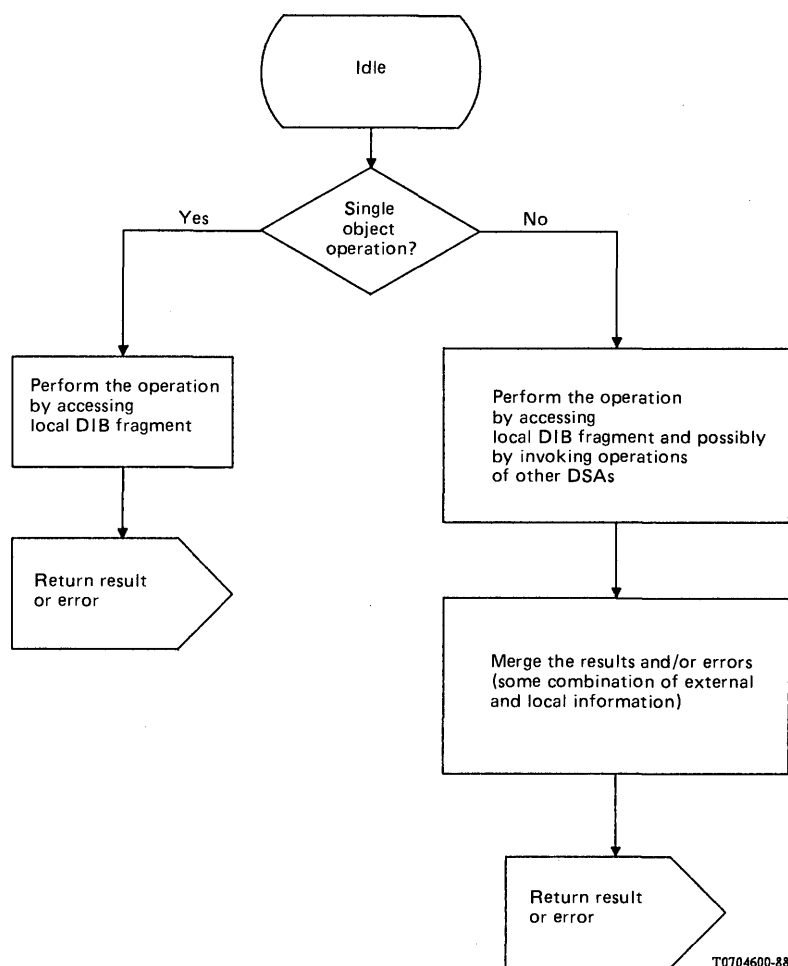 Idle
Single
object
operation?
Yes
No
Perform the operation
by accessing
local DIB fragment
Perform the operation
by accessing
local DIB fragment and possibly
by invoking operations
of other DSAs
Return result
or error
Merge the results and/or errors
(some combination of external
and local information)
Return result
or error
T0704600-88